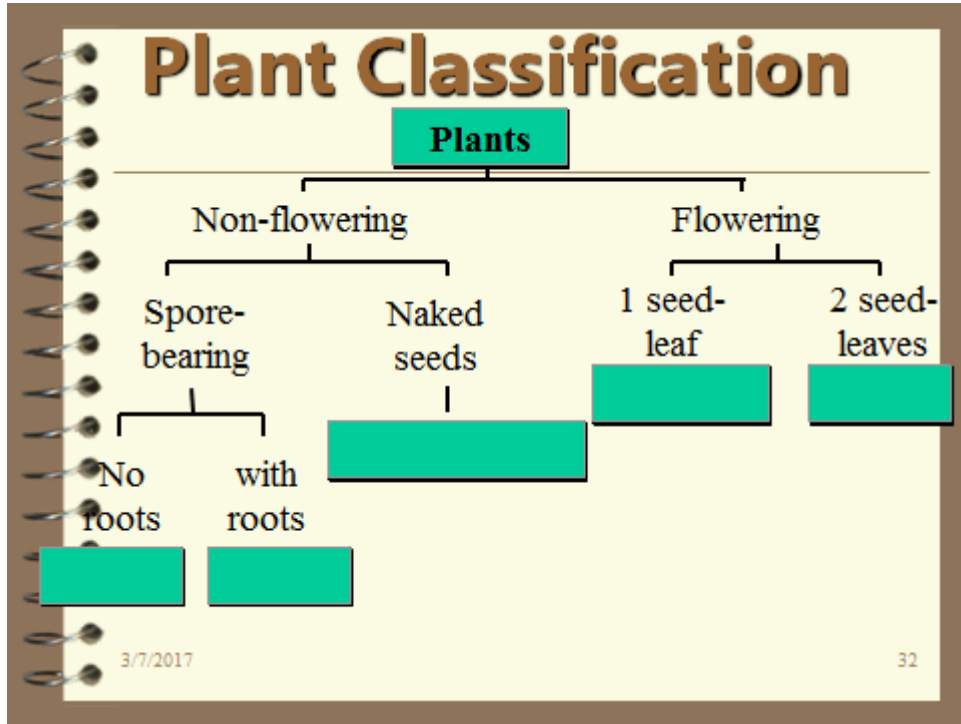 Plant Classification
Plants
Non-flowering
Flowering
Spore-
bearing
Naked
seeds
1 seed-
leaf
2 seed-
leaves
No
roots
with
roots
3/7/2017
32